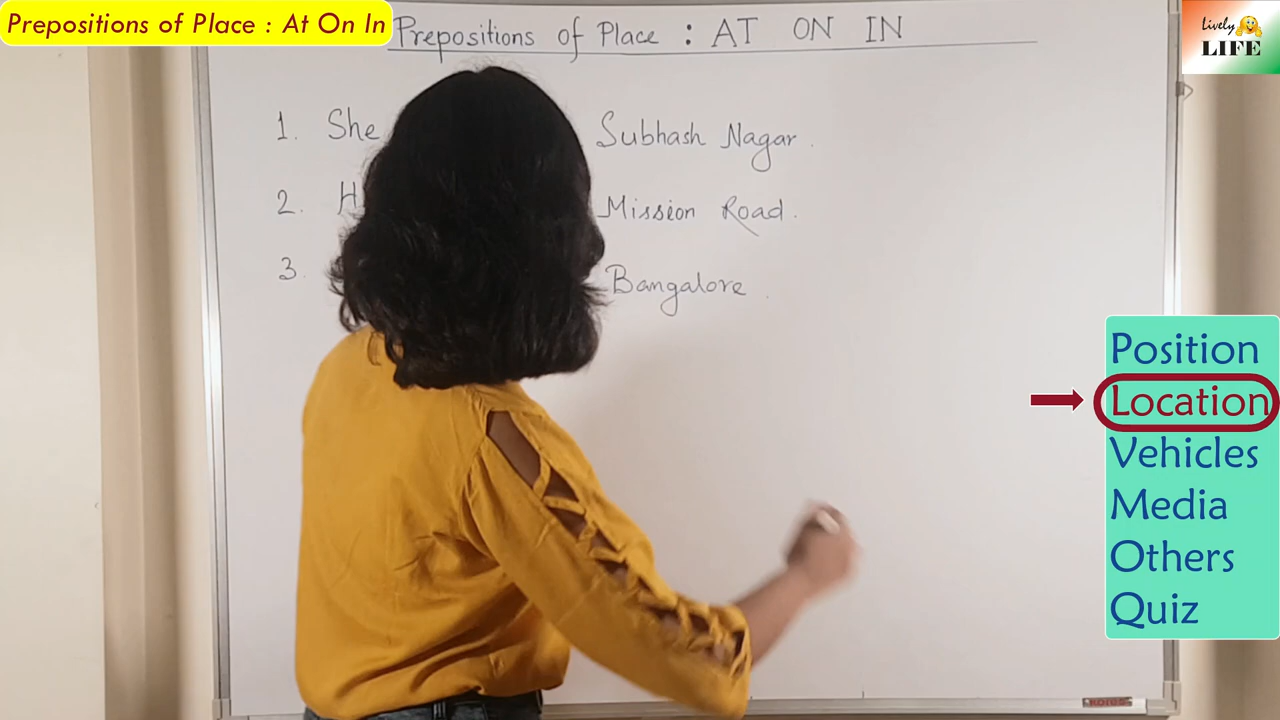 Prepositions of Place : At On In
Prepositions of Place : AT ON IN
Lively
LIFE
1. She Subhash Nagar.
2. H Mission Road.
3. Bangalore.
Position
Location
Vehicles
Media
Others
Quiz